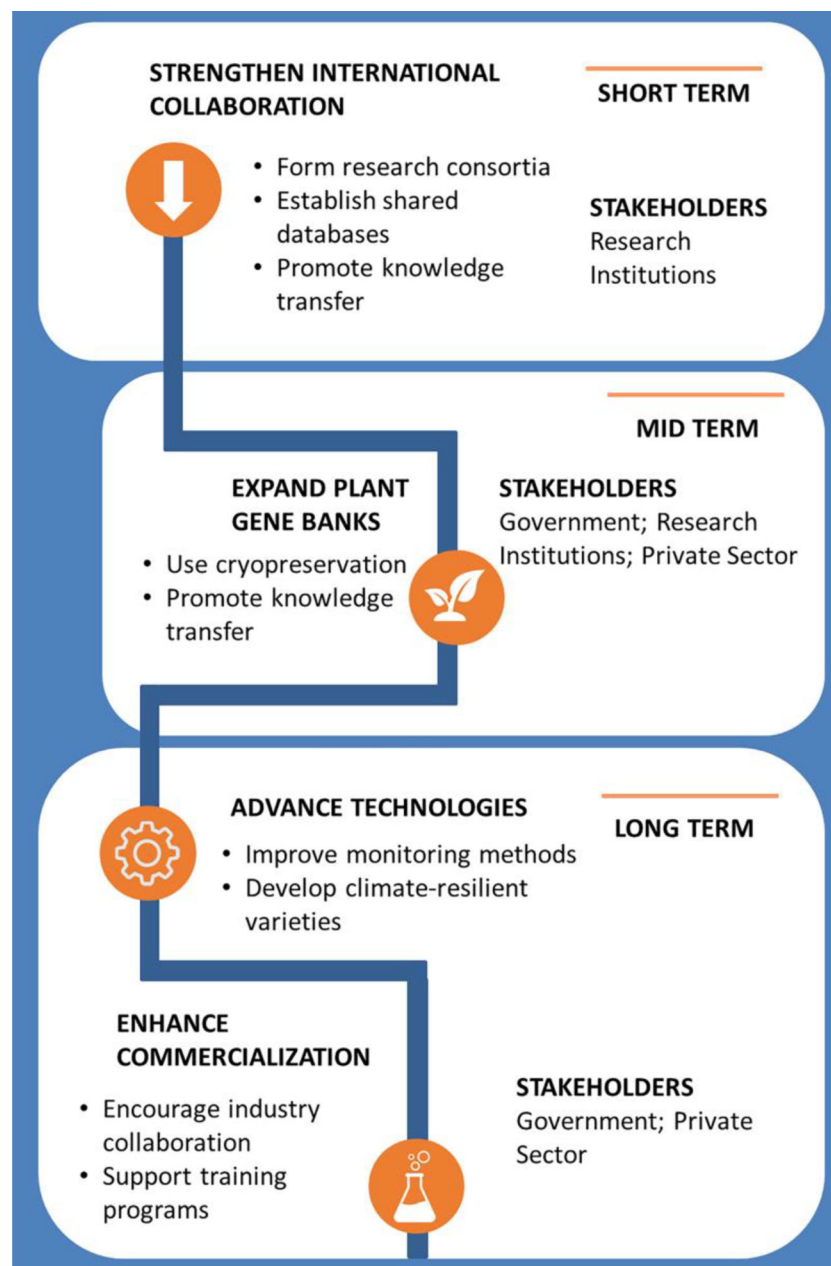 STRENGTHEN INTERNATIONAL
COLLABORATION
SHORT TERM
• Form research consortia
• Establish shared
databases
• Promote knowledge
transfer
STAKEHOLDERS
Research
Institutions
MID TERM
EXPAND PLANT
GENE BANKS
• Use cryopreservation
• Promote knowledge
transfer
STAKEHOLDERS
Government; Research
Institutions; Private Sector
ADVANCE TECHNOLOGIES
LONG TERM
• Improve monitoring methods
• Develop climate-resilient
varieties
ENHANCE
COMMERCIALIZATION
• Encourage industry
collaboration
• Support training
programs
STAKEHOLDERS
Government; Private
Sector